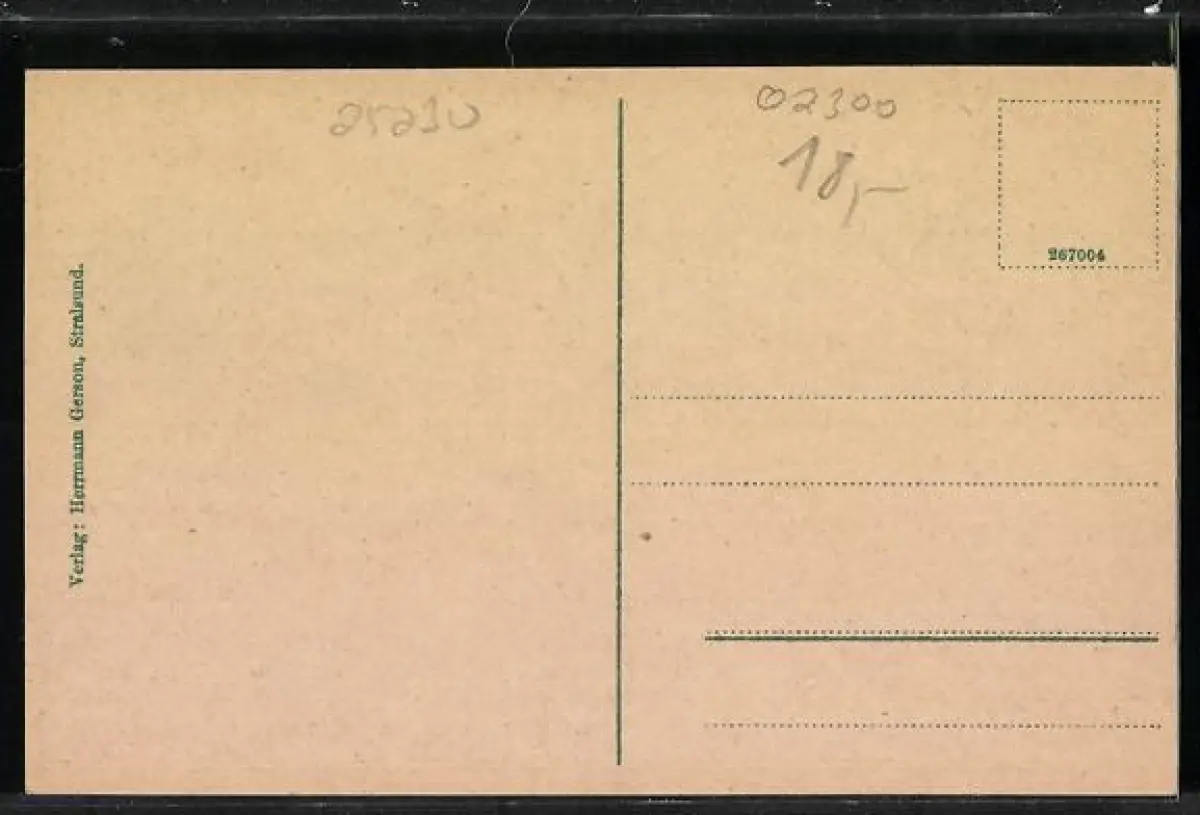 25210
02300
18,-
267004
Verlag: Herrmann Gerson, Stralsund.